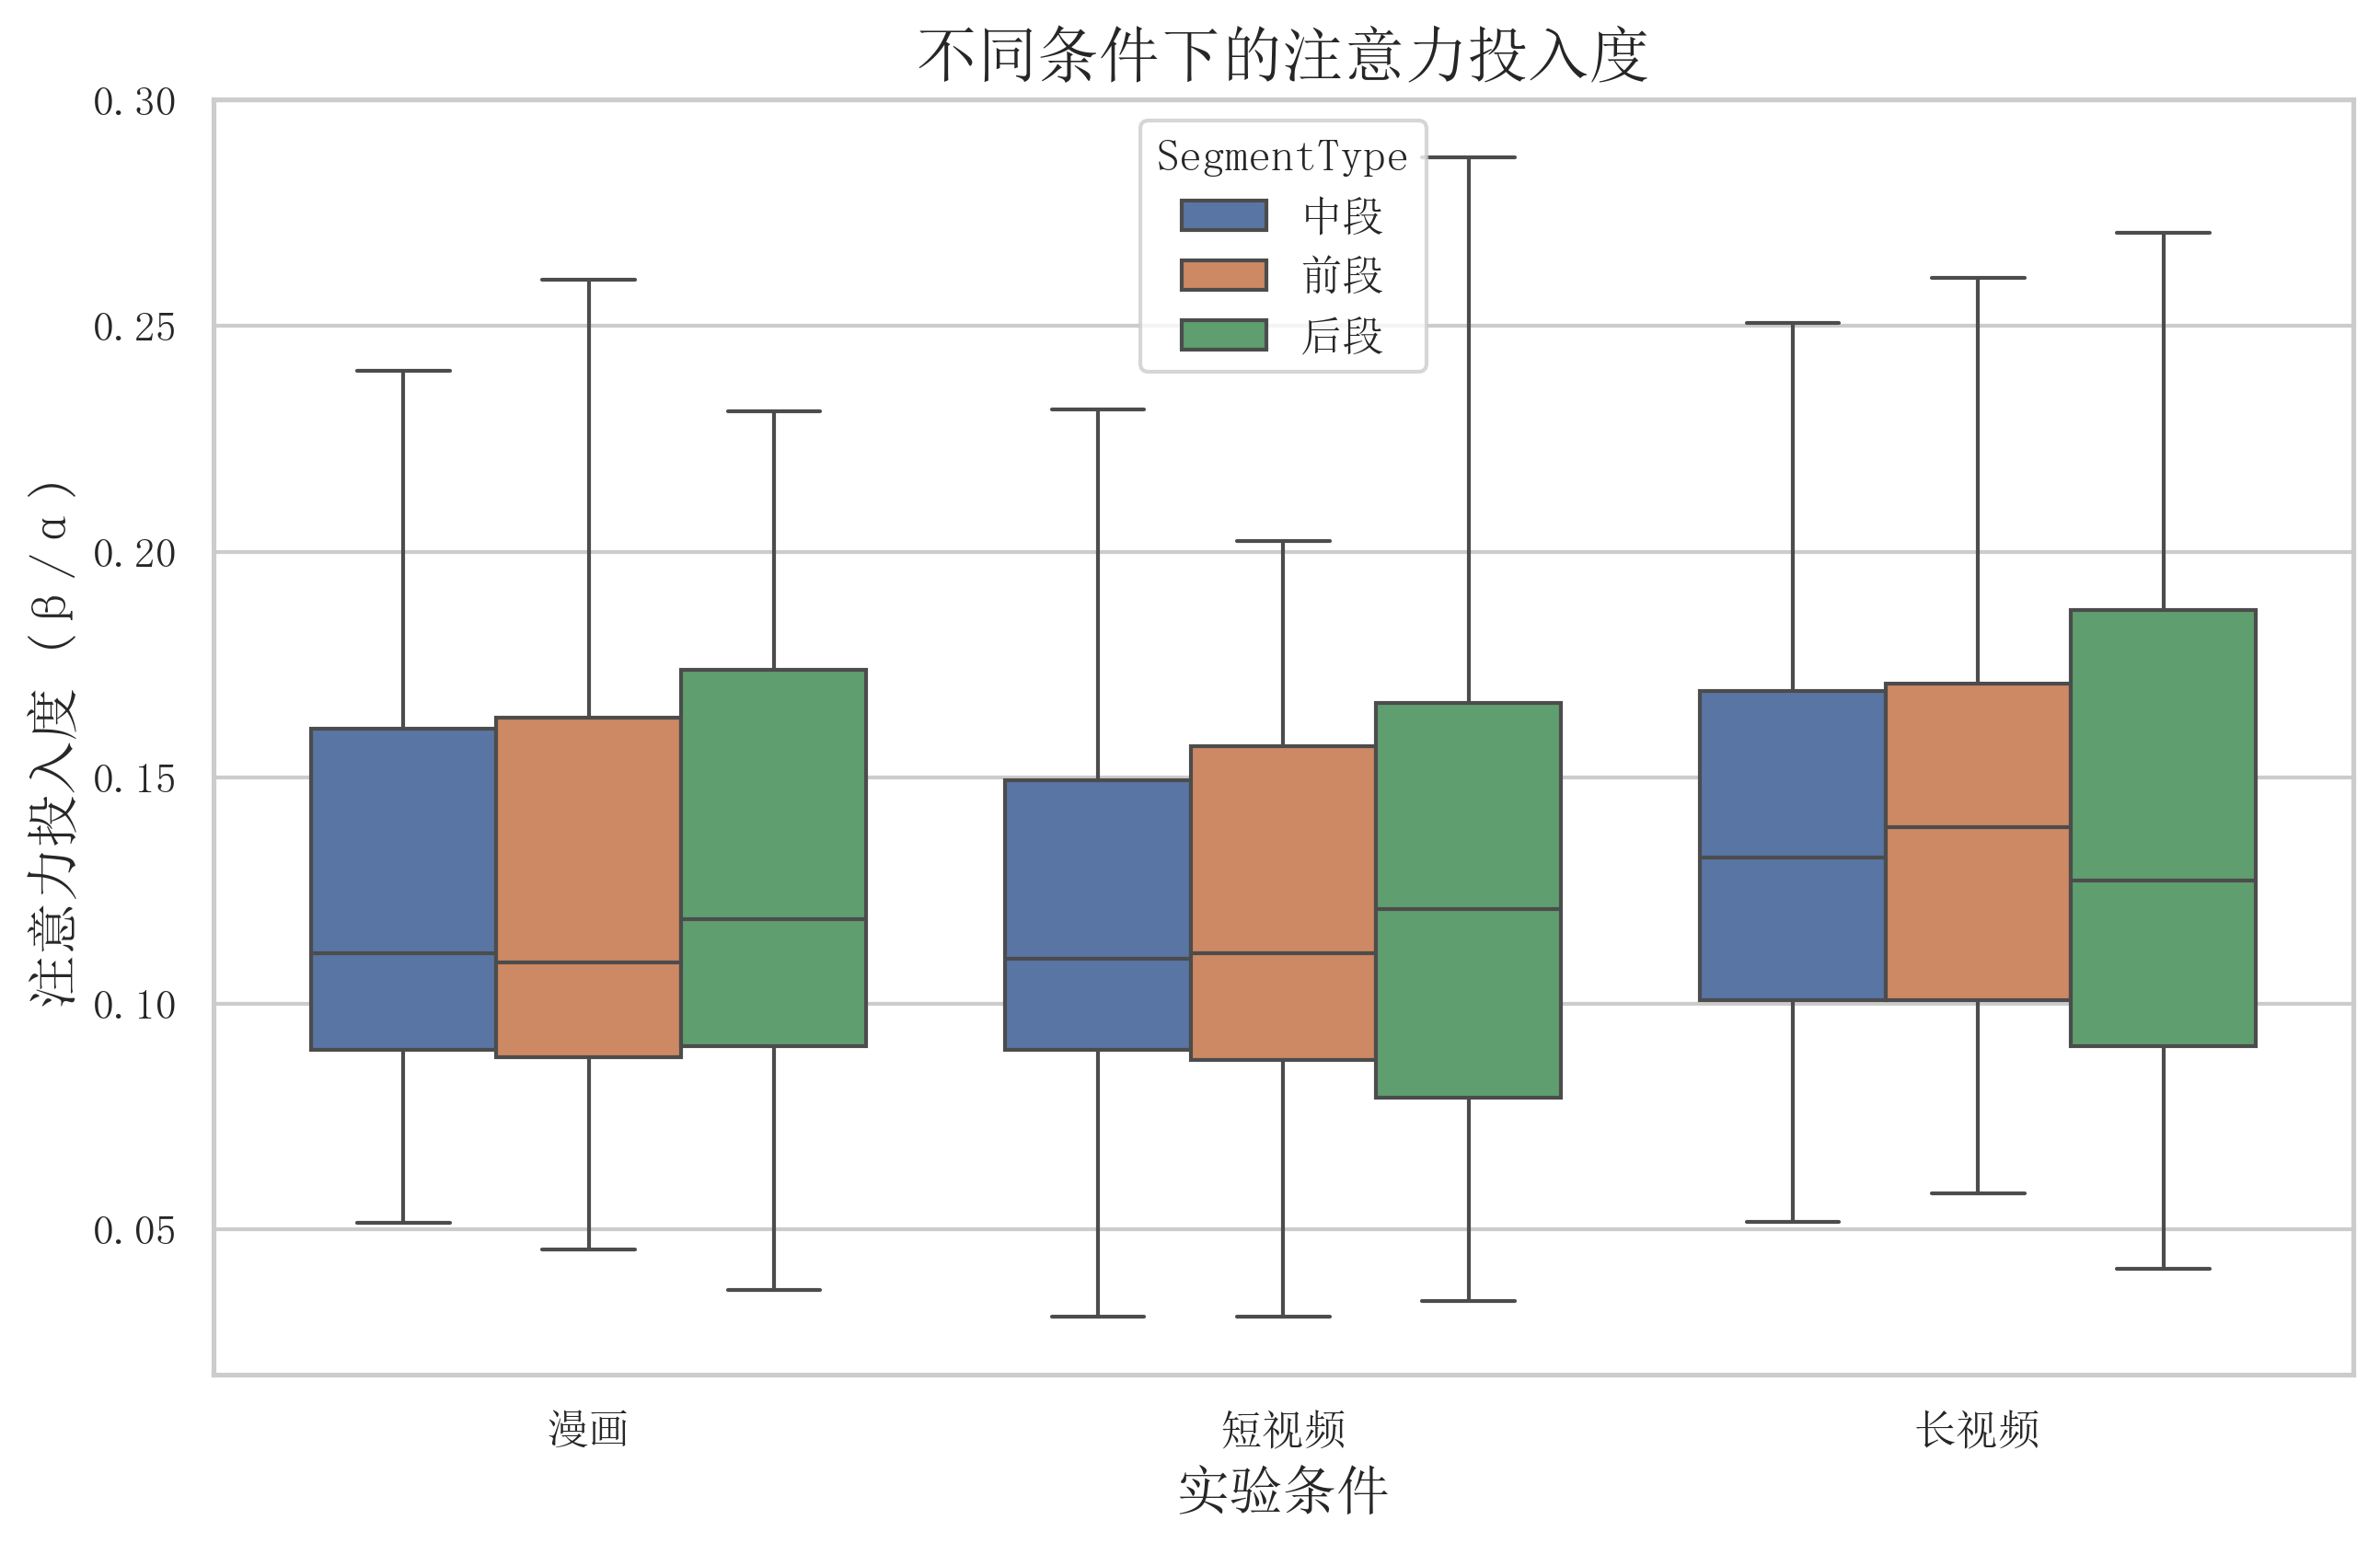 不同条件下的注意力投入度
0.30
0.25
0.20
0.15
0.10
0.05
注意力投入度 (β/α)
SegmentType
中段
前段
后段
漫画
短视频
长视频
实验条件